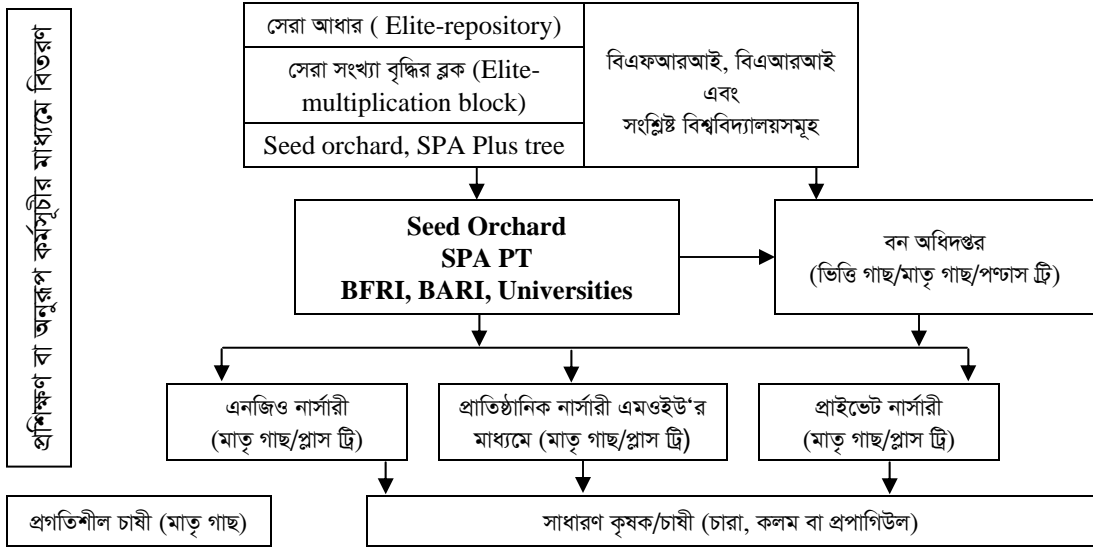 প্রশিক্ষণ বা অনুরূপ কর্মসূচীর মাধ্যমে বিতরণ
সেরা আধার ( Elite-repository)
সেরা সংখ্যা বৃদ্ধির ব্লক (Elite-
multiplication block)
Seed orchard, SPA Plus tree
বিএফআরআই, বিএআরআই
এবং
সংশ্লিষ্ট বিশ্ববিদ্যালয়সমূহ
Seed Orchard
SPA PT
BFRI, BARI, Universities
বন অধিদপ্তর
(ভিত্তি গাছ/মাতৃ গাছ/পণ্ঢাস ট্রি)
এনজিও নার্সারী
(মাতৃ গাছ/প্লাস ট্রি)
প্রাতিষ্ঠানিক নার্সারী এমওইউ‘র
মাধ্যমে (মাতৃ গাছ/প্লাস ট্রি)
প্রাইভেট নার্সারী
(মাতৃ গাছ/প্লাস ট্রি)
প্রগতিশীল চাষী (মাতৃ গাছ)
সাধারণ কৃষক/চাষী (চারা, কলম বা প্রপাগিউল)